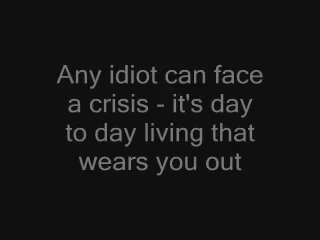 Any idiot can face
a crisis - it's day
to day living that
wears you out